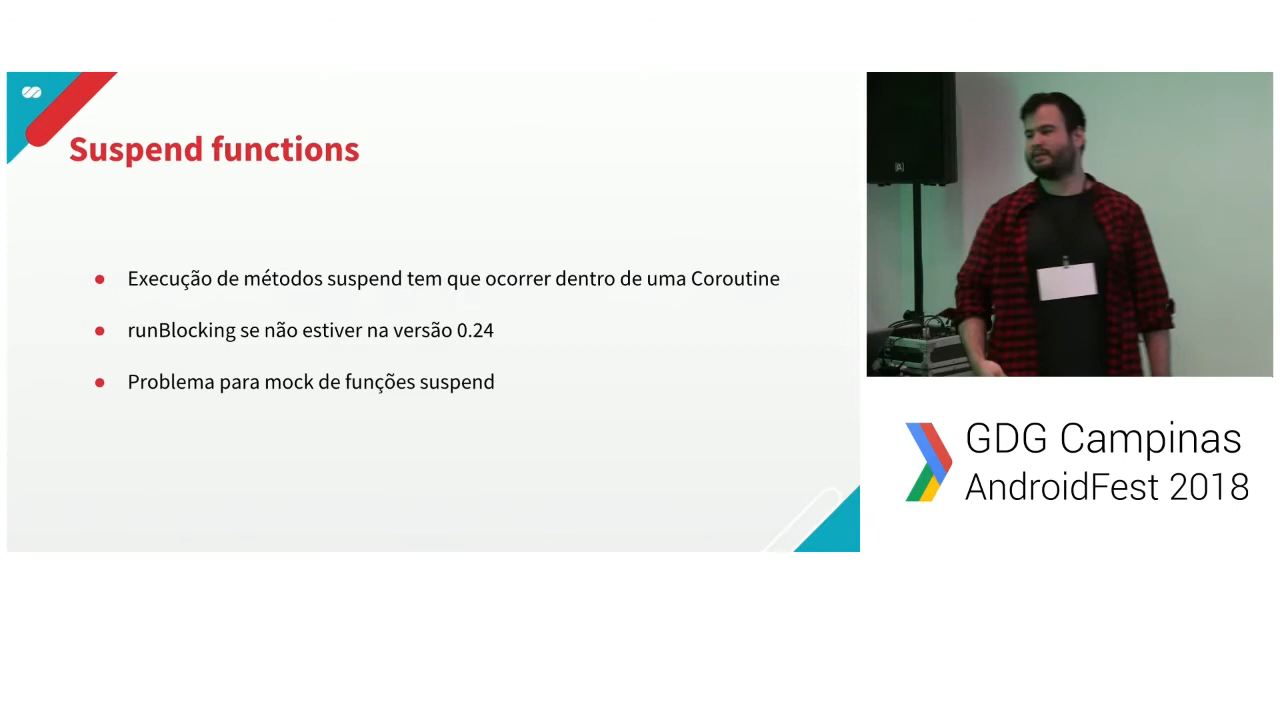 Suspend functions
Execução de métodos suspend tem que ocorrer dentro de uma Coroutine
runBlocking se não estiver na versão 0.24
Problema para mock de funções suspend
GDG Campinas
AndroidFest 2018